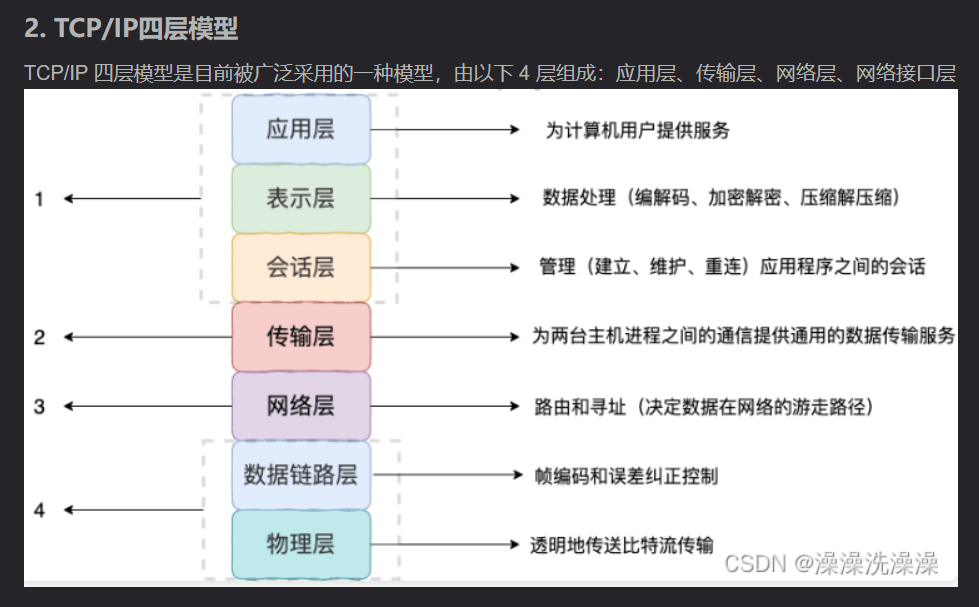 2. TCP/IP四层模型
TCP/IP 四层模型是目前被广泛采用的一种模型，由以下 4 层组成：应用层、传输层、网络层、网络接口层
应用层 为计算机用户提供服务
1 表示层 数据处理（编解码、加密解密、压缩解压缩）
会话层 管理（建立、维护、重连）应用程序之间的会话
2 传输层 为两台主机进程之间的通信提供通用的数据传输服务
3 网络层 路由和寻址（决定数据在网络的游走路径）
数据链路层 帧编码和误差纠正控制
4
物理层 透明地传送比特流传输
CSDN @澡澡洗澡澡